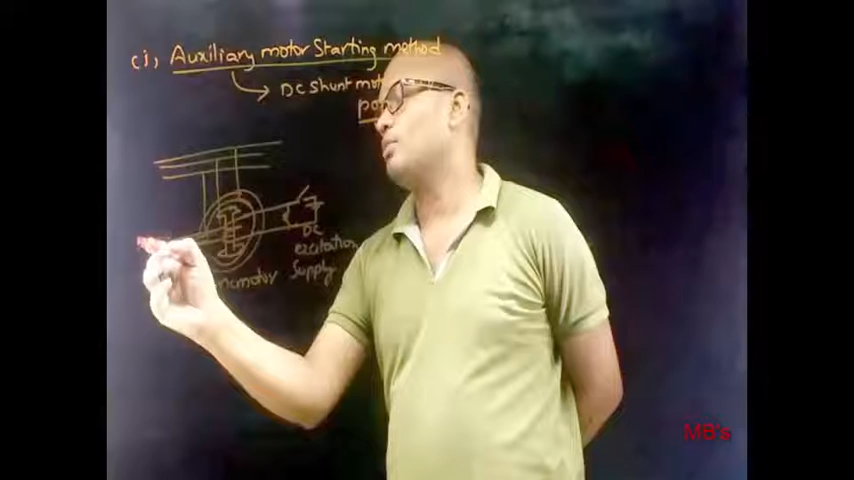 (i), Auxiliary motor Starting method
DC shunt mot
DC
excitation
Supply
motor
MB's